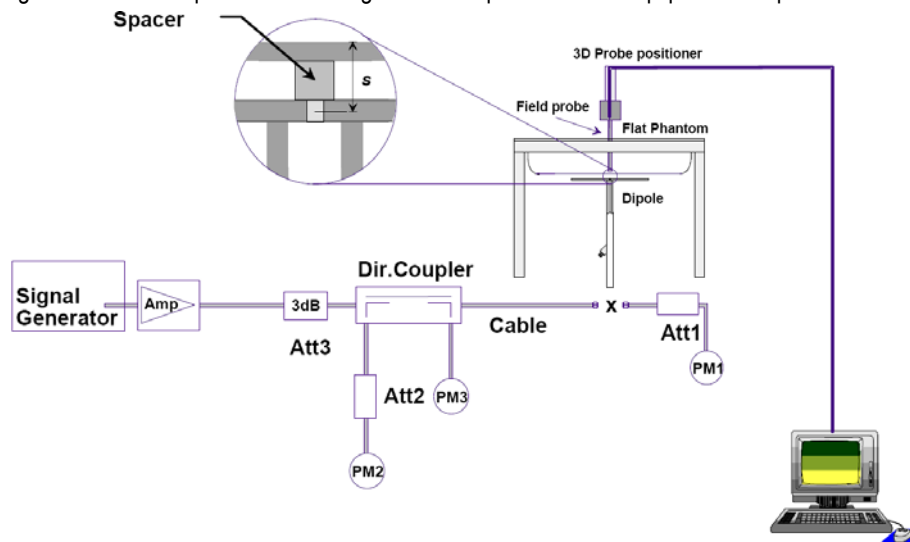 Spacer
s
3D Probe positioner
Field probe
Flat Phantom
Dipole
Dir.Coupler
Signal
Generator
Amp
3dB
Att3
Cable
x
Att1
PM1
Att2
PM3
PM2